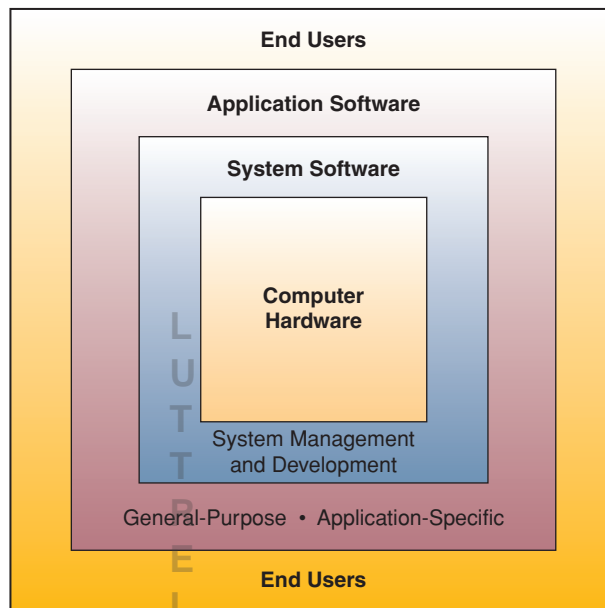 End Users
Application Software
System Software
Computer
Hardware
System Management
and Development
General-Purpose • Application-Specific
End Users
L
U
T
T
R
E
L